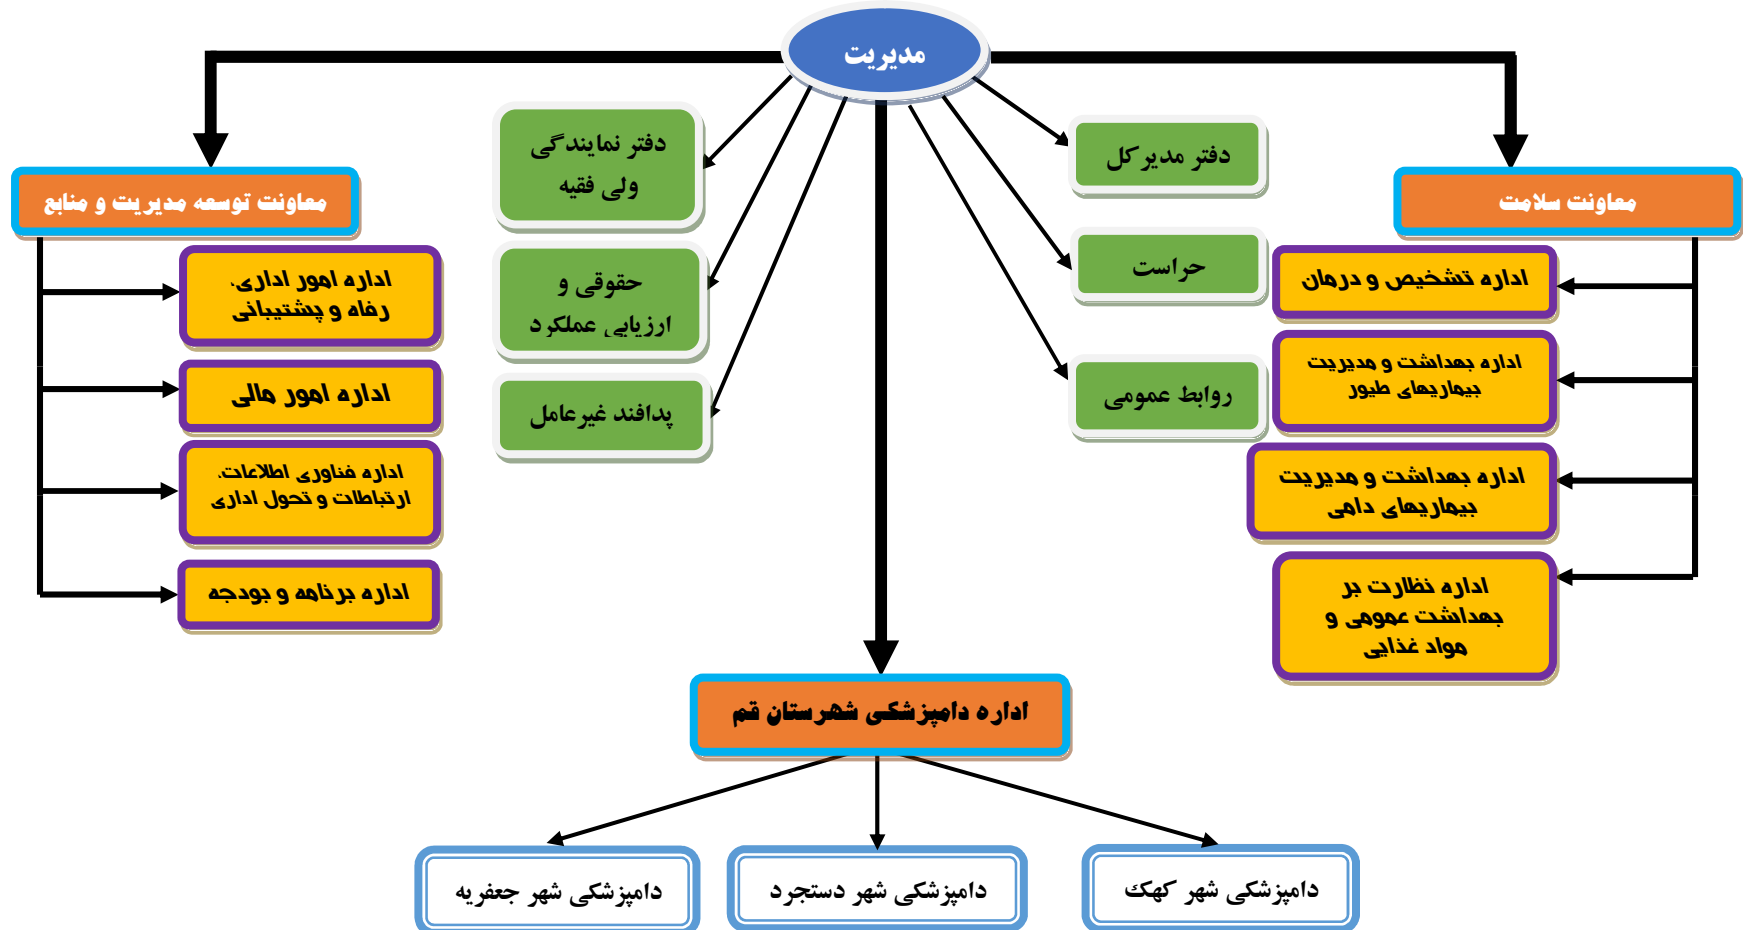 مدیریت
دفتر مدیرکل
حراست
روابط عمومی
دفتر نمایندگی
ولی فقیه
حقوقی و
ارزیابی عملکرد
پدافند غیرعامل
معاونت سلامت
اداره تشخیص و درمان
اداره بهداشت و مدیریت
بیماریهای طیور
اداره بهداشت و مدیریت
بیماریهای دامی
اداره نظارت بر
بهداشت عمومی و
مواد غذایی
معاونت توسعه مدیریت و منابع
اداره امور اداری،
رفاه و پشتیبانی
اداره امور مالی
اداره فناوری اطلاعات،
ارتباطات و تحول اداری
اداره برنامه و بودجه
اداره دامپزشکی شهرستان قم
دامپزشکی شهر کهک
دامپزشکی شهر دستجرد
دامپزشکی شهر جعفریه